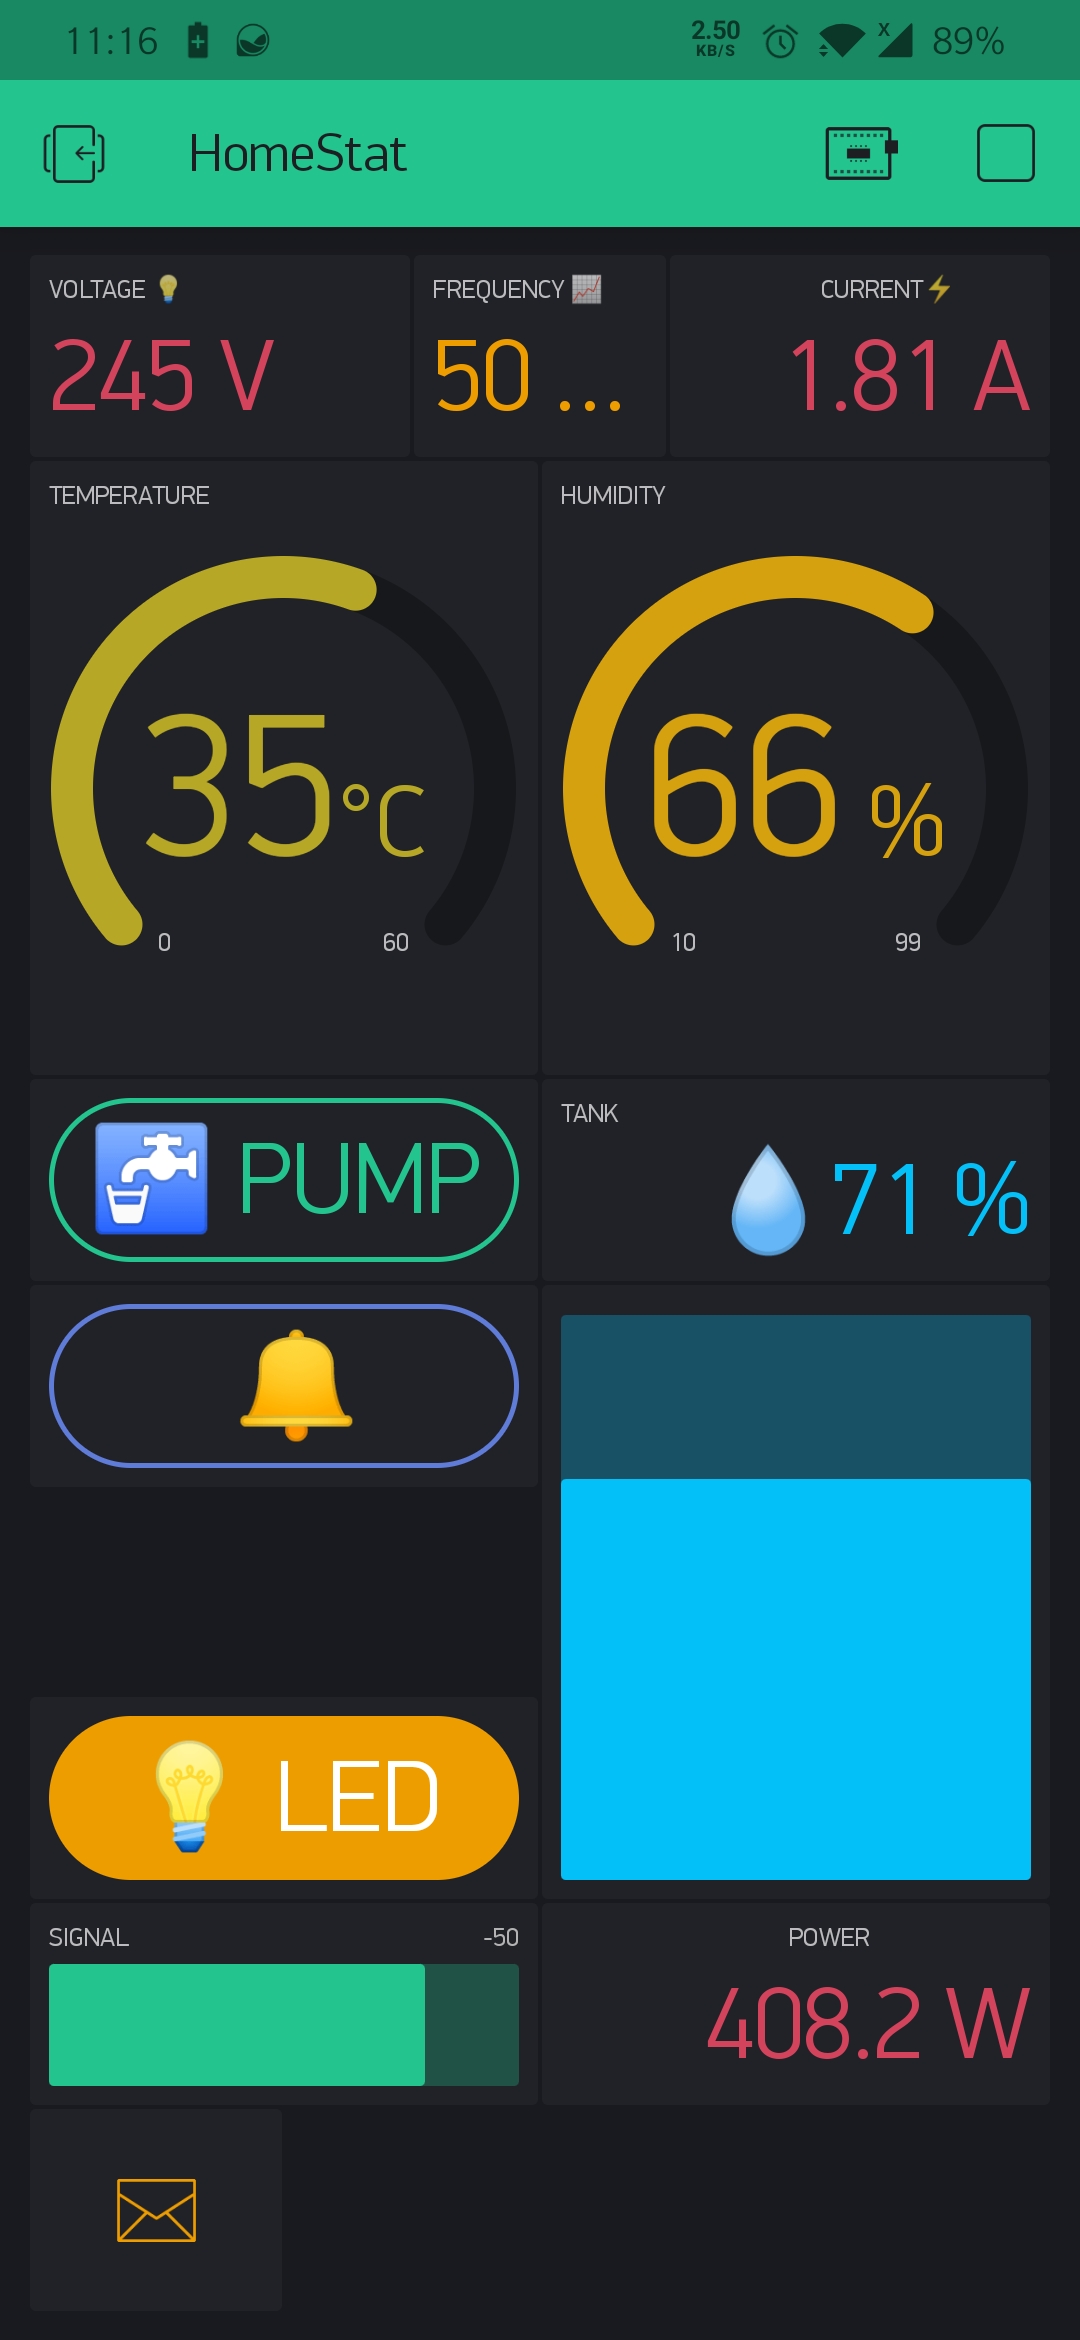 11:16 2.50 KB/S X 89%
HomeStat
VOLTAGE 💡 FREQUENCY 📈 CURRENT⚡
245 V 50 ... 1.81 A
TEMPERATURE HUMIDITY
35°C 66 %
0 60 10 99
PUMP
TANK
💧71 %
LED
SIGNAL -50 POWER
408.2 W